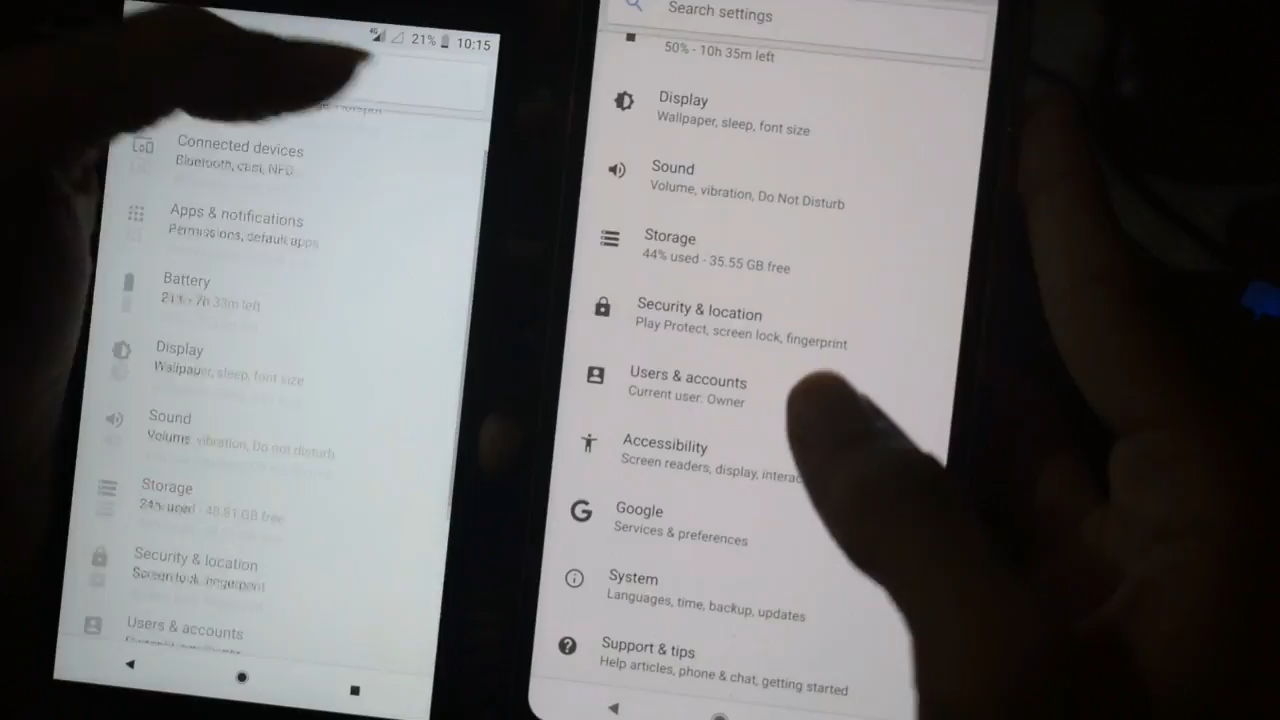 4G 21% 10:15
Connected devices
Bluetooth, cast, NFC
Apps & notifications
Permissions, default apps
Battery
21% - 7h 33m left
Display
Wallpaper, sleep, font size
Sound
Volume, vibration, Do not disturb
Storage
24% used - 48.81 GB free
Security & location
Screen lock, fingerprint
Users & accounts
Search settings
50% - 10h 35m left
Display
Wallpaper, sleep, font size
Sound
Volume, vibration, Do Not Disturb
Storage
44% used - 35.55 GB free
Security & location
Play Protect, screen lock, fingerprint
Users & accounts
Current user: Owner
Accessibility
Screen readers, display, interac
Google
Services & preferences
System
Languages, time, backup, updates
Support & tips
Help articles, phone & chat, getting started